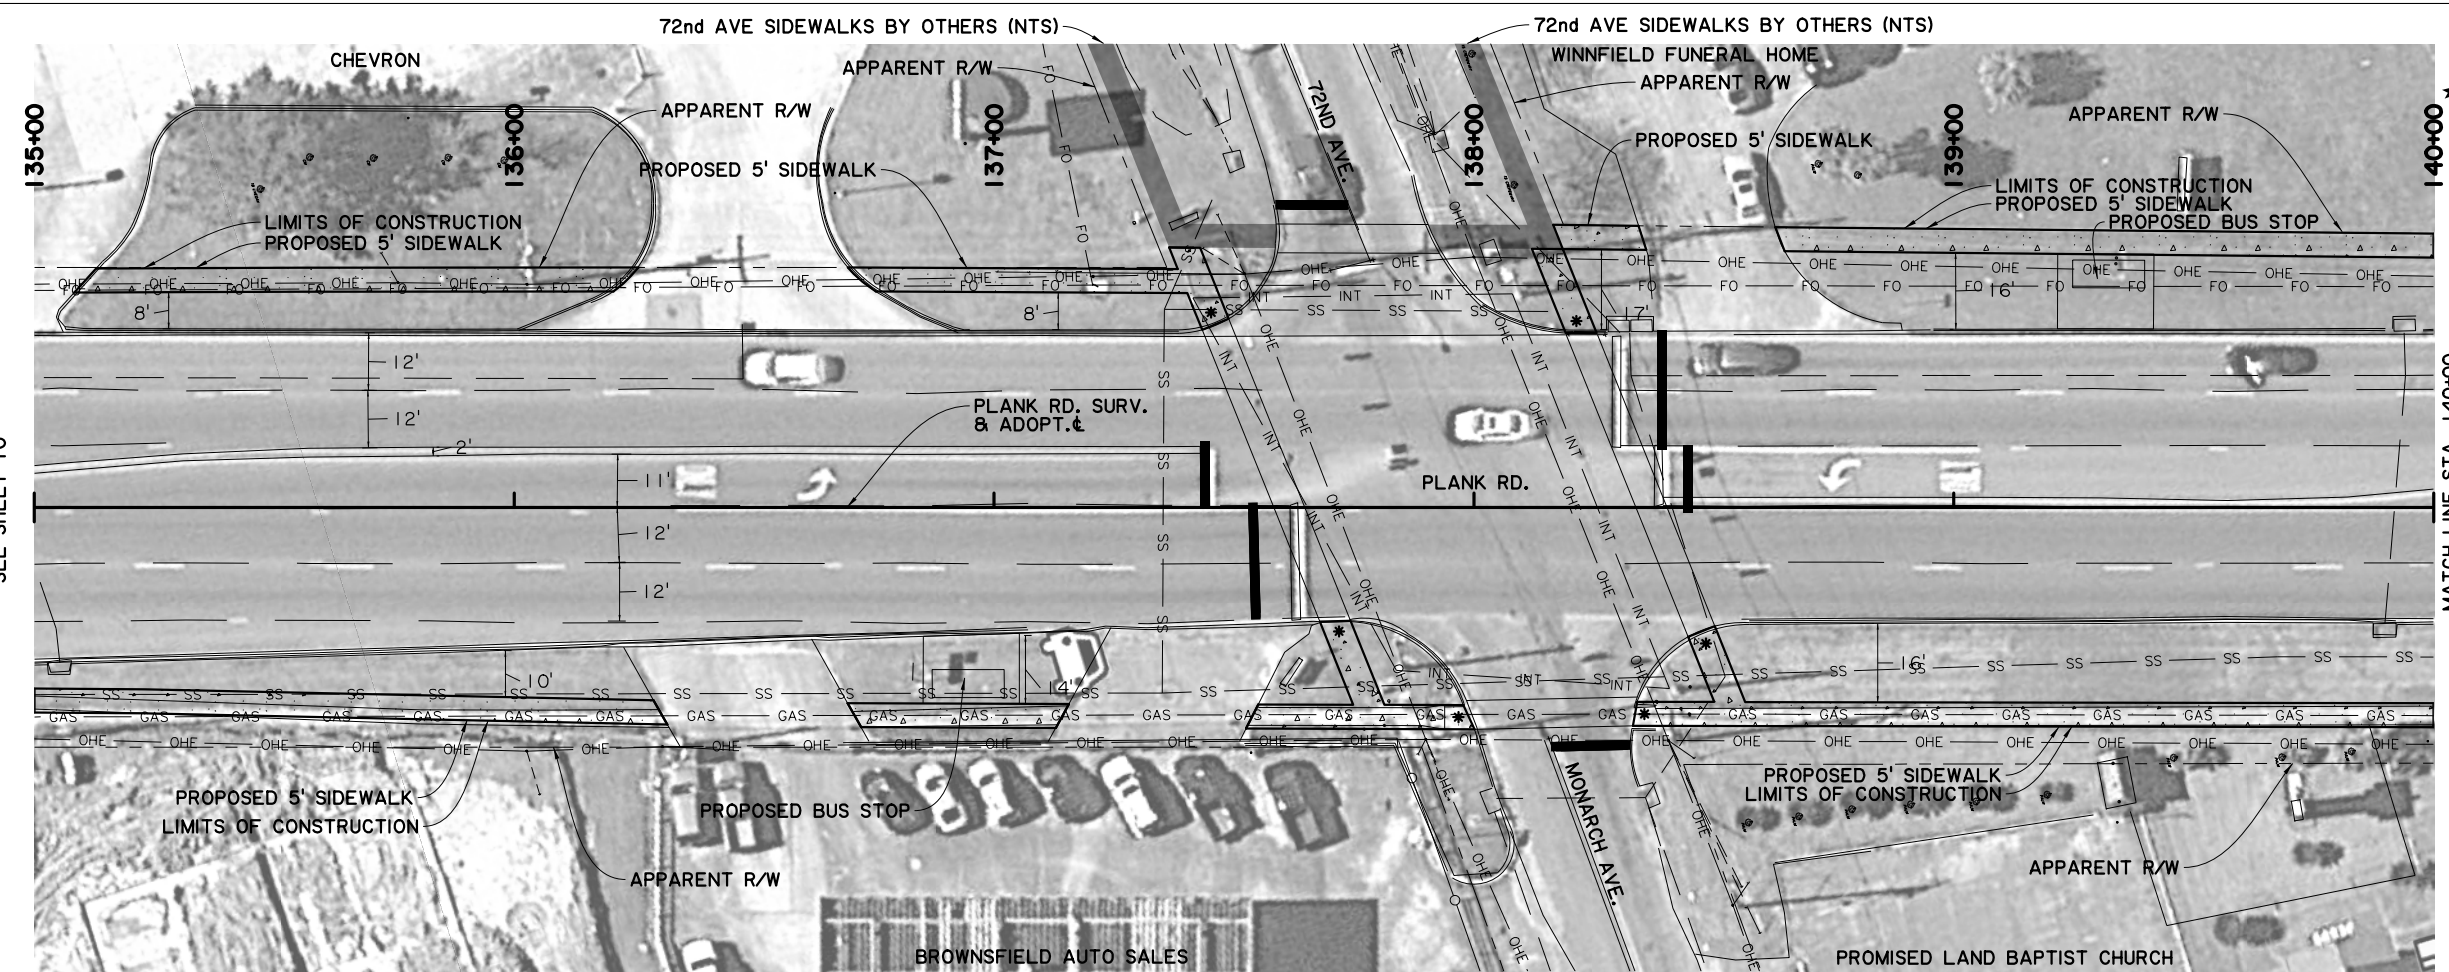 72nd AVE SIDEWALKS BY OTHERS (NTS)
72nd AVE SIDEWALKS BY OTHERS (NTS)
CHEVRON
WINNFIELD FUNERAL HOME
APPARENT R/W
APPARENT R/W
APPARENT R/W
APPARENT R/W
72ND AVE.
135+00
136+00
137+00
138+00
139+00
140+00
PROPOSED 5' SIDEWALK
PROPOSED 5' SIDEWALK
LIMITS OF CONSTRUCTION
PROPOSED 5' SIDEWALK
LIMITS OF CONSTRUCTION
PROPOSED 5' SIDEWALK
PROPOSED BUS STOP
8'
8'
17'
16'
12'
12'
2'
11'
12'
12'
PLANK RD. SURV.
& ADOPT.℄
PLANK RD.
10'
14'
16'
PROPOSED 5' SIDEWALK
LIMITS OF CONSTRUCTION
PROPOSED BUS STOP
APPARENT R/W
MONARCH AVE.
PROPOSED 5' SIDEWALK
LIMITS OF CONSTRUCTION
APPARENT R/W
BROWNSFIELD AUTO SALES
PROMISED LAND BAPTIST CHURCH
OHE
FO
INT
SS
GAS